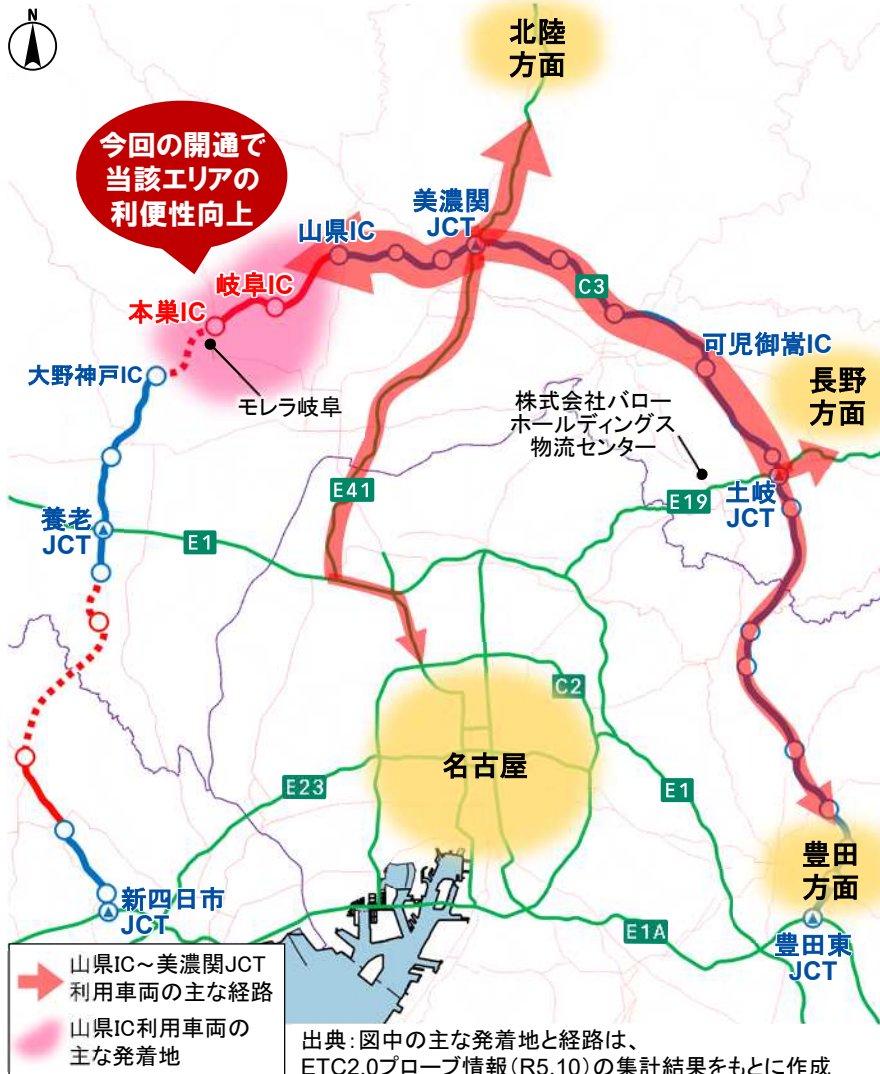 N
北陸
方面
今回の開通で
当該エリアの
利便性向上
美濃関
JCT
山県IC
岐阜IC
本巣IC
C3
大野神戸IC
可児御嵩IC
長野
方面
モレラ岐阜
株式会社バロー
ホールディングス
物流センター
E41
E19
土岐
JCT
養老
JCT
E1
C2
名古屋
E23
E1
豊田
方面
新四日市
JCT
E1A
豊田東
JCT
山県IC～美濃関JCT
利用車両の主な経路
山県IC利用車両の
主な発着地
出典：図中の主な発着地と経路は、
ETC2.0プローブ情報（R5.10）の集計結果をもとに作成